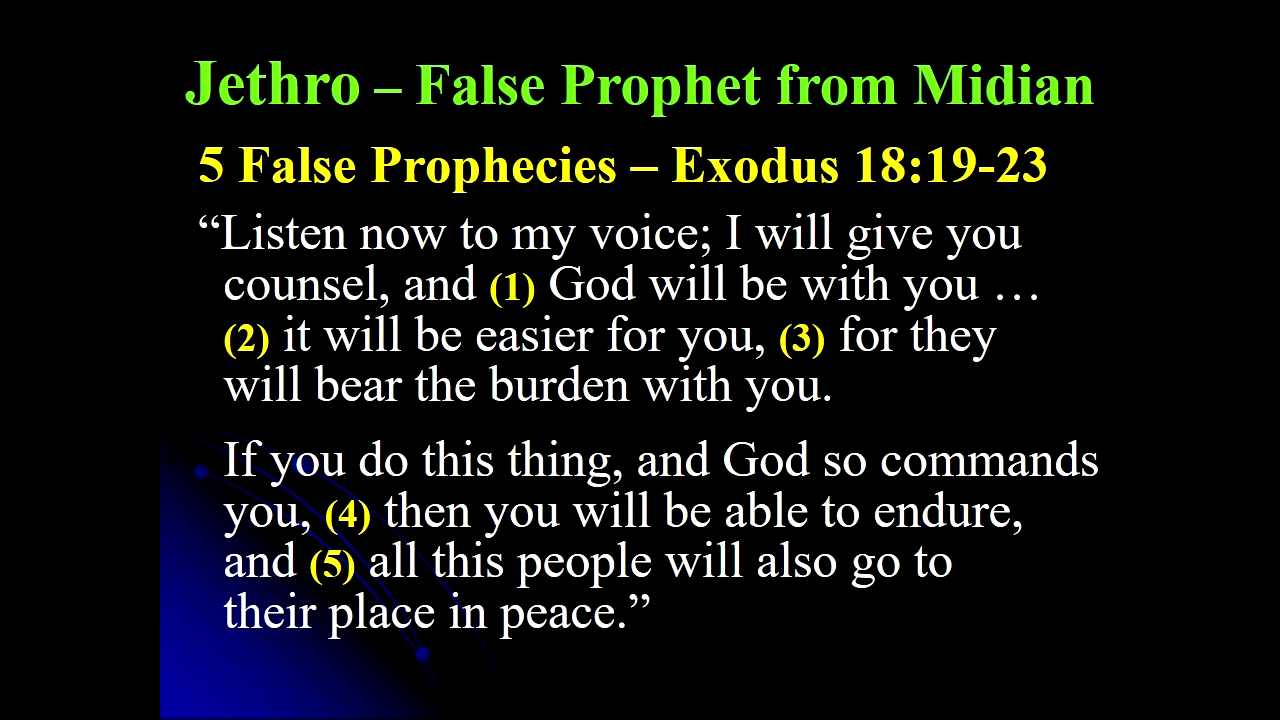 Jethro – False Prophet from Midian
5 False Prophecies – Exodus 18:19-23
“Listen now to my voice; I will give you
counsel, and (1) God will be with you …
(2) it will be easier for you, (3) for they
will bear the burden with you.
If you do this thing, and God so commands
you, (4) then you will be able to endure,
and (5) all this people will also go to
their place in peace.”